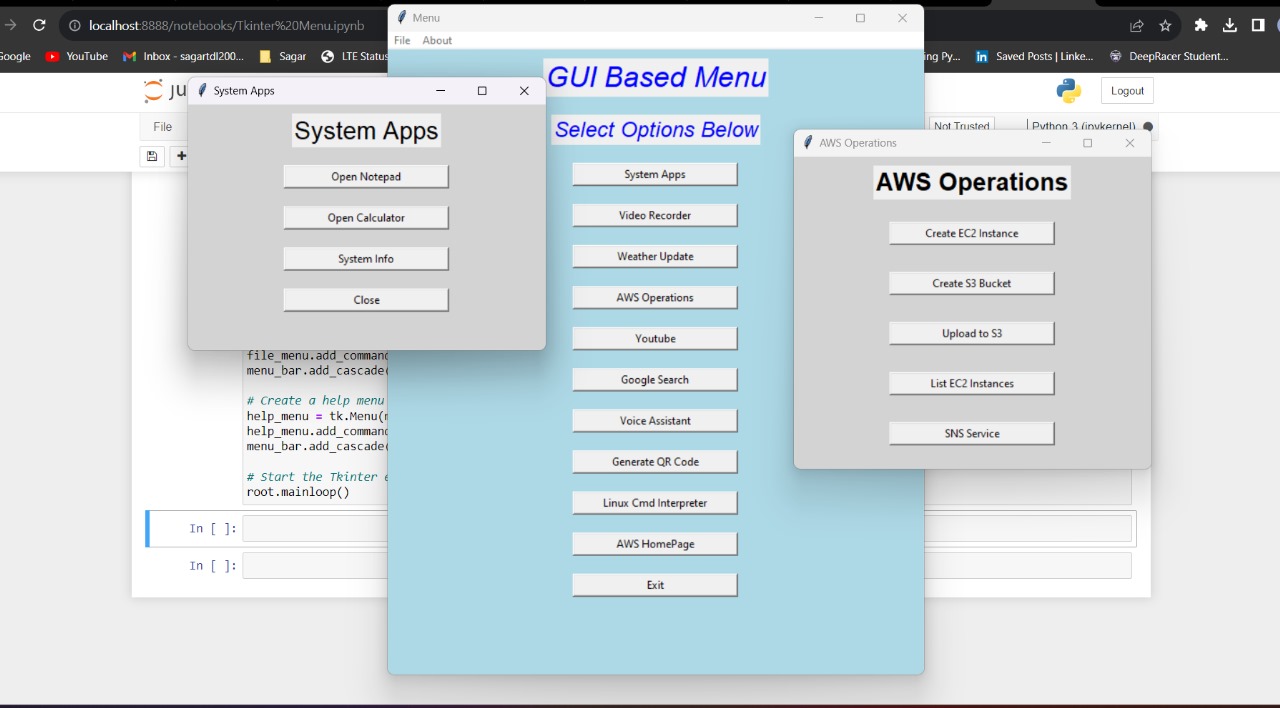 localhost:8888/notebooks/Tkinter%20Menu.ipynb
Google
YouTube
Inbox - sagartdl200...
Sagar
LTE Status
ing Py...
Saved Posts | Linke...
DeepRacer Student...
Logout
File
Not Trusted
Python 3 (ipykernel)
Menu
File About
GUI Based Menu
Select Options Below
System Apps
Video Recorder
Weather Update
AWS Operations
Youtube
Google Search
Voice Assistant
Generate QR Code
Linux Cmd Interpreter
AWS HomePage
Exit
System Apps
System Apps
Open Notepad
Open Calculator
System Info
Close
AWS Operations
AWS Operations
Create EC2 Instance
Create S3 Bucket
Upload to S3
List EC2 Instances
SNS Service
file_menu.add_command
menu_bar.add_cascade(
# Create a help menu
help_menu = tk.Menu(m
help_menu.add_command
menu_bar.add_cascade(
# Start the Tkinter e
root.mainloop()
In [ ]:
In [ ]: